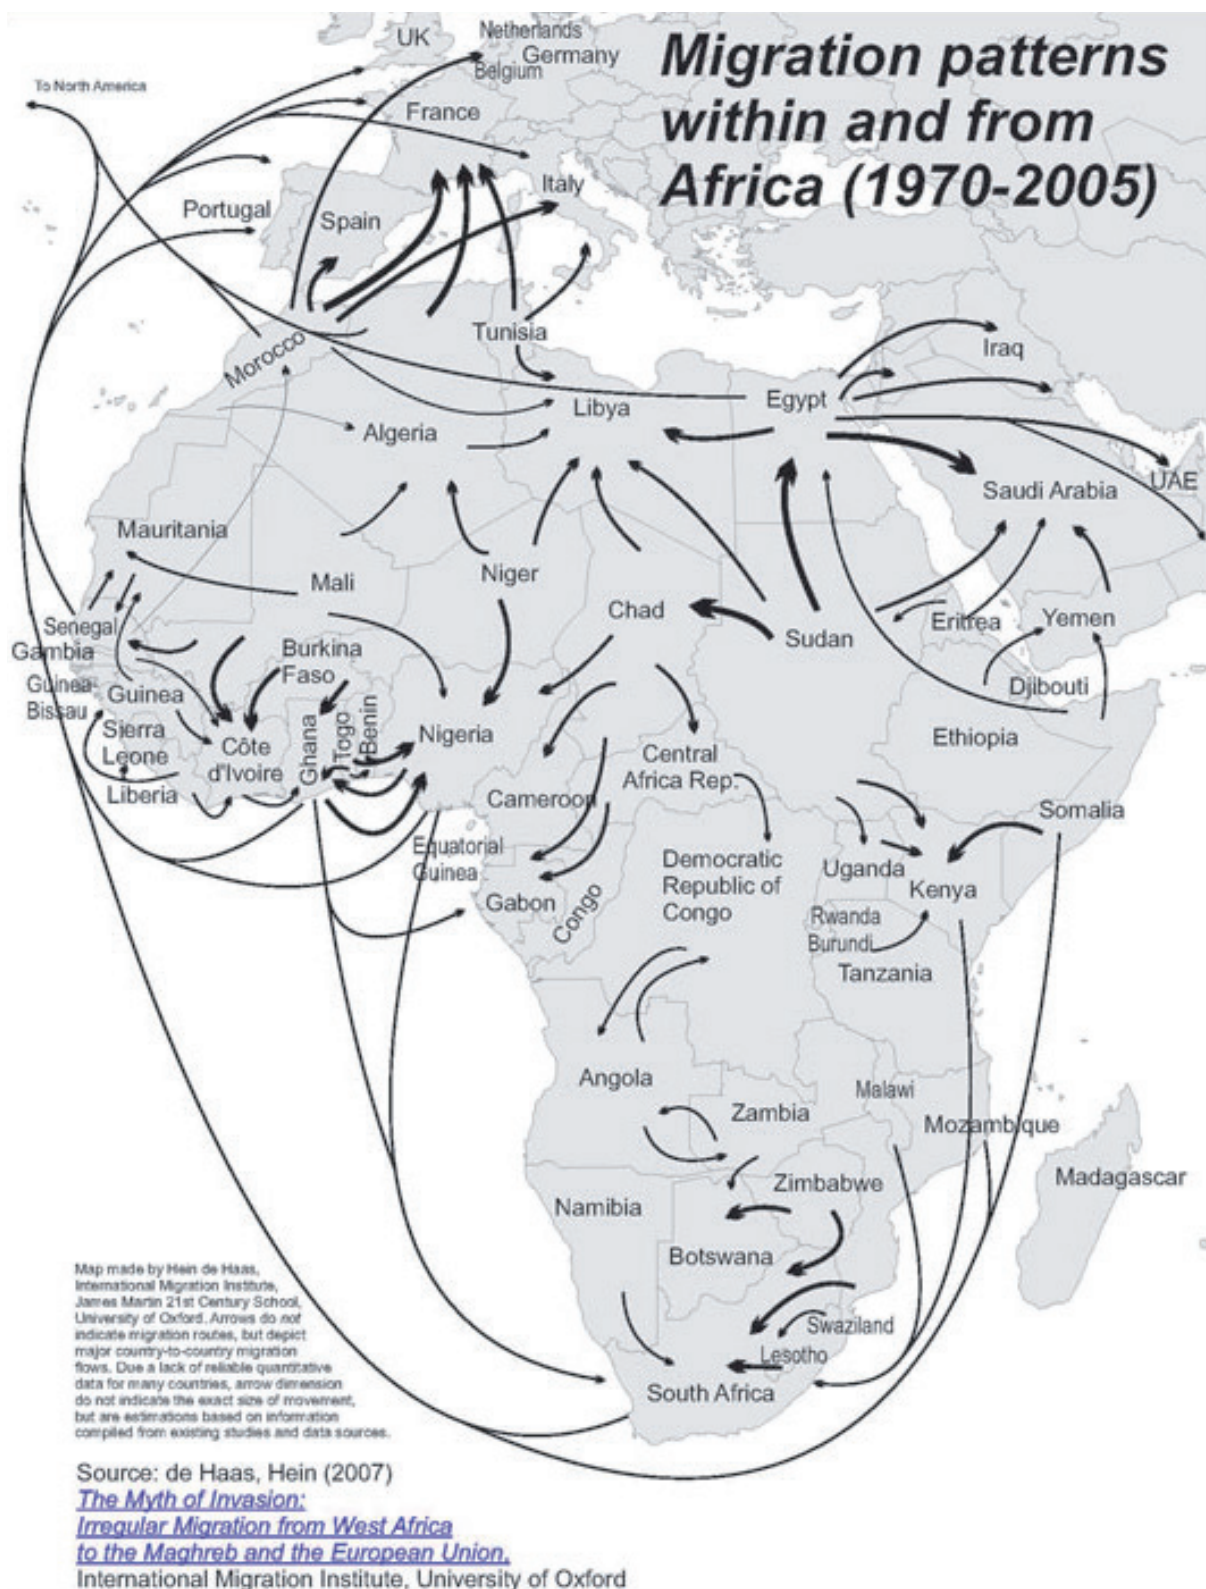 Migration patterns
within and from
Africa (1970-2005)
UK
Netherlands
Germany
Belgium
To North America
France
Italy
Portugal
Spain
Tunisia
Morocco
Iraq
Libya
Egypt
Algeria
UAE
Saudi Arabia
Mauritania
Mali
Niger
Chad
Sudan
Eritrea
Yemen
Senegal
Gambia
Burkina
Faso
Guinea-
Bissau
Guinea
Djibouti
Sierra
Leone
Côte
d'Ivoire
Ghana
Togo
Benin
Nigeria
Central
Africa Rep.
Ethiopia
Liberia
Cameroon
Somalia
Equatorial
Guinea
Democratic
Republic of
Congo
Uganda
Kenya
Gabon
Congo
Rwanda
Burundi
Tanzania
Angola
Malawi
Zambia
Mozambique
Madagascar
Zimbabwe
Namibia
Botswana
Swaziland
Lesotho
South Africa
Map made by Hein de Haas,
International Migration Institute,
James Martin 21st Century School,
University of Oxford. Arrows do not
indicate migration routes, but depict
major country-to-country migration
flows. Due a lack of reliable quantitative
data for many countries, arrow dimension
do not indicate the exact size of movement,
but are estimations based on information
compiled from existing studies and data sources.
Source: de Haas, Hein (2007)
The Myth of Invasion:
Irregular Migration from West Africa
to the Maghreb and the European Union,
International Migration Institute, University of Oxford